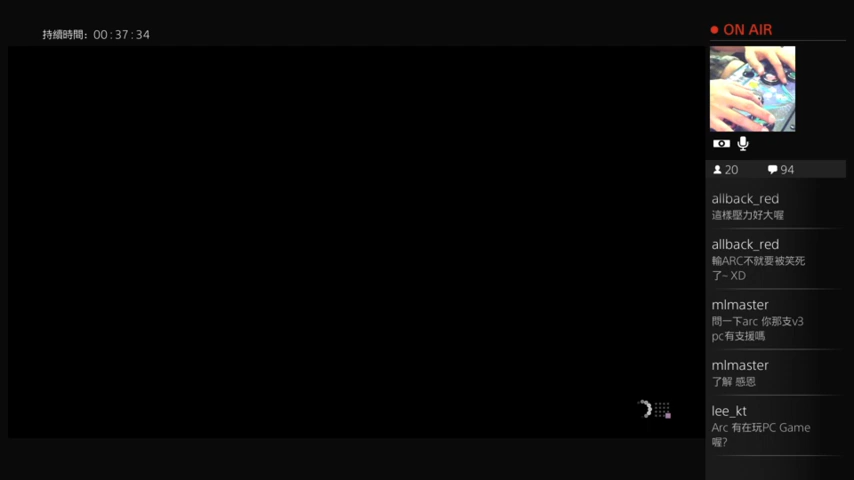 持續時間: 00:37:34
ON AIR
20
94
allback_red
這樣壓力好大喔
allback_red
輸ARC不就要被笑死
了~ XD
mlmaster
問一下arc 你那支v3
pc有支援嗎
mlmaster
了解 感恩
lee_kt
Arc 有在玩PC Game
喔?